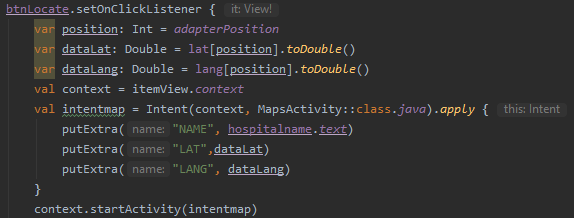 btnLocate.setOnClickListener { it: View!
var position: Int = adapterPosition
var dataLat: Double = lat[position].toDouble()
var dataLang: Double = lang[position].toDouble()
val context = itemView.context
val intentmap = Intent(context, MapsActivity::class.java).apply { this: Intent
putExtra( name: "NAME", hospitalname.text)
putExtra( name: "LAT",dataLat)
putExtra( name: "LANG", dataLang)
}
context.startActivity(intentmap)